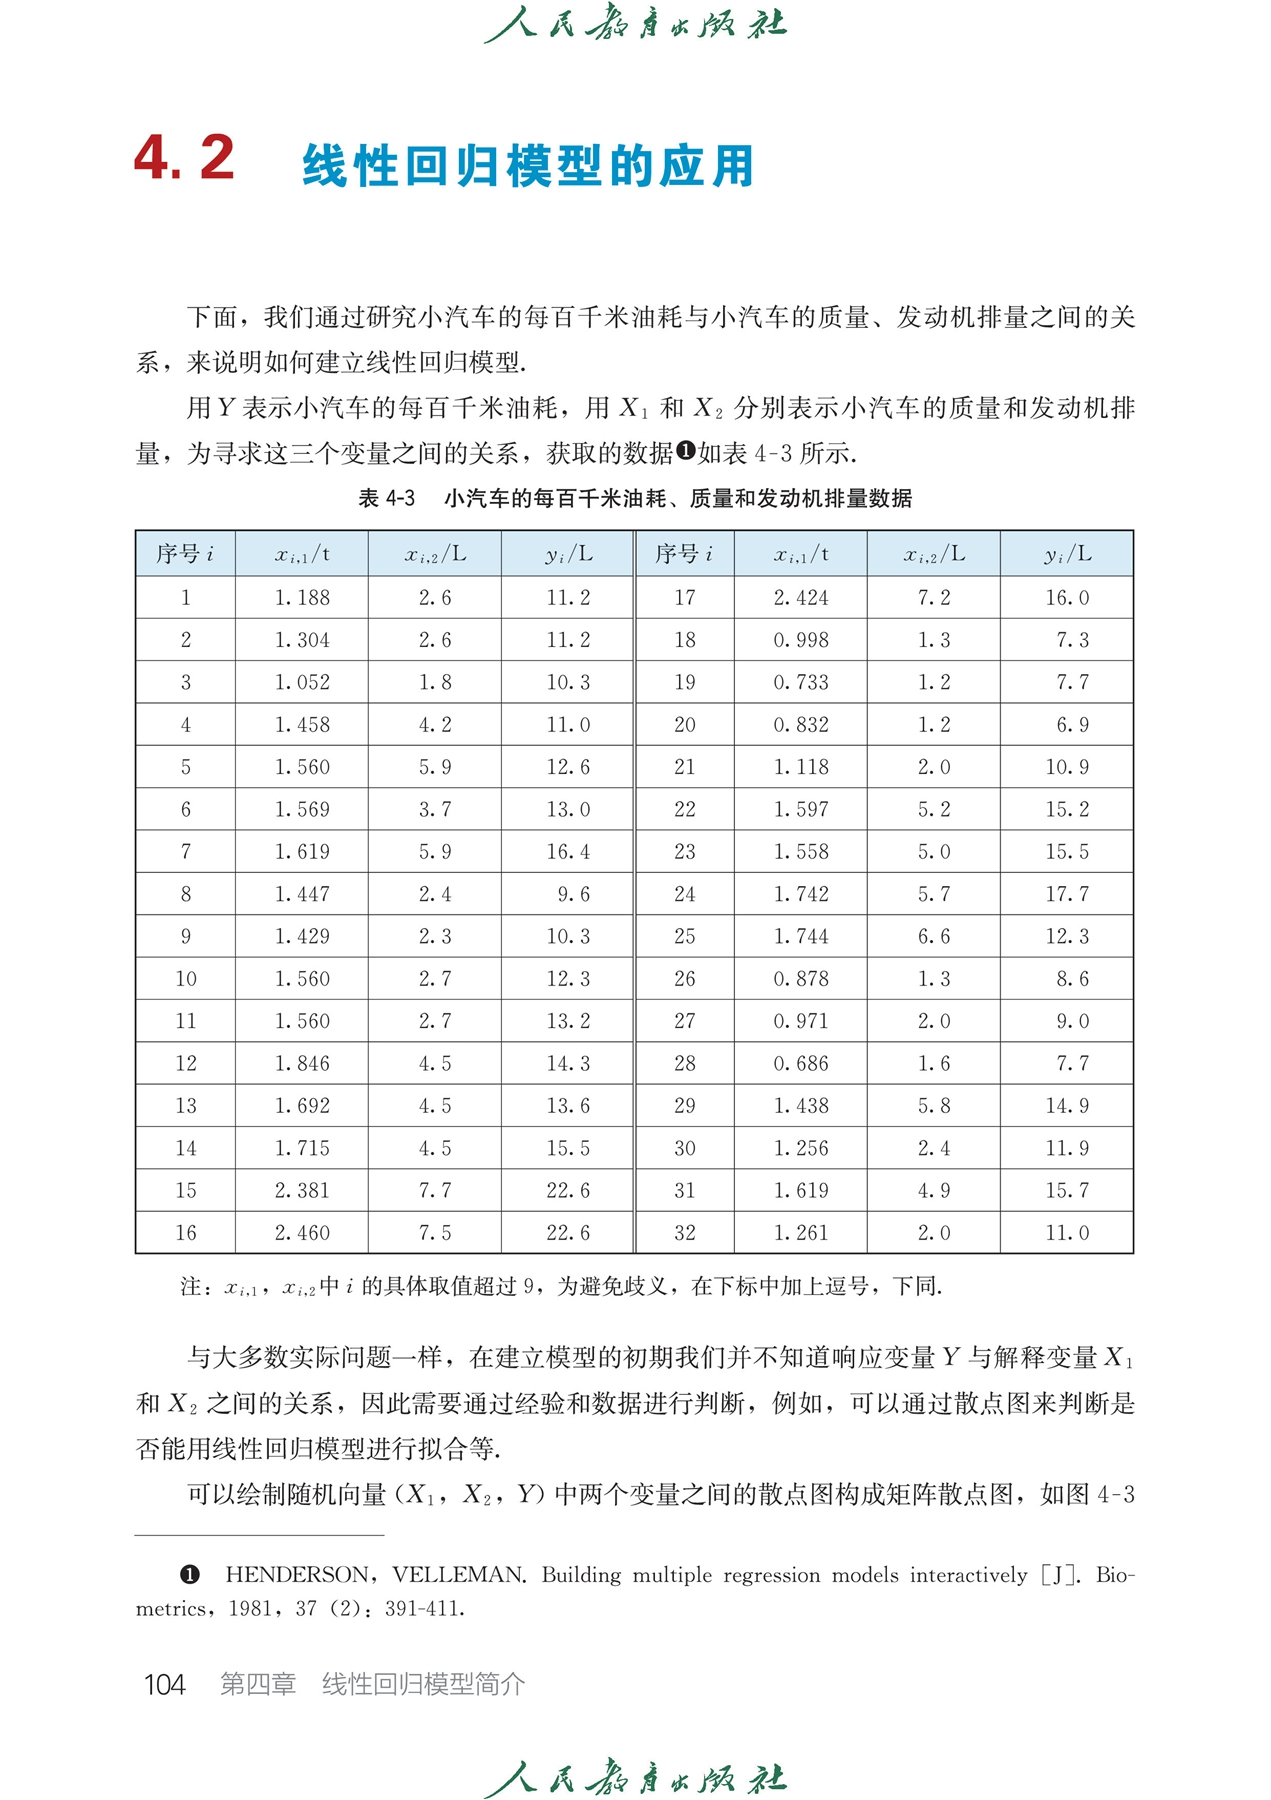 人民教育出版社
4.2 线性回归模型的应用
下面，我们通过研究小汽车的每百千米油耗与小汽车的质量、发动机排量之间的关
系，来说明如何建立线性回归模型.
用Y表示小汽车的每百千米油耗，用 X₁ 和 X₂ 分别表示小汽车的质量和发动机排
量，为寻求这三个变量之间的关系，获取的数据❶如表 4-3 所示.
表 4-3 小汽车的每百千米油耗、质量和发动机排量数据
序号 i xᵢ,₁/t xᵢ,₂/L yᵢ/L 序号 i xᵢ,₁/t xᵢ,₂/L yᵢ/L
1 1.188 2.6 11.2 17 2.424 7.2 16.0
2 1.304 2.6 11.2 18 0.998 1.3 7.3
3 1.052 1.8 10.3 19 0.733 1.2 7.7
4 1.458 4.2 11.0 20 0.832 1.2 6.9
5 1.560 5.9 12.6 21 1.118 2.0 10.9
6 1.569 3.7 13.0 22 1.597 5.2 15.2
7 1.619 5.9 16.4 23 1.558 5.0 15.5
8 1.447 2.4 9.6 24 1.742 5.7 17.7
9 1.429 2.3 10.3 25 1.744 6.6 12.3
10 1.560 2.7 12.3 26 0.878 1.3 8.6
11 1.560 2.7 13.2 27 0.971 2.0 9.0
12 1.846 4.5 14.3 28 0.686 1.6 7.7
13 1.692 4.5 13.6 29 1.438 5.8 14.9
14 1.715 4.5 15.5 30 1.256 2.4 11.9
15 2.381 7.7 22.6 31 1.619 4.9 15.7
16 2.460 7.5 22.6 32 1.261 2.0 11.0
注：xᵢ,₁，xᵢ,₂中 i 的具体取值超过 9，为避免歧义，在下标中加上逗号，下同.
与大多数实际问题一样，在建立模型的初期我们并不知道响应变量 Y 与解释变量 X₁
和 X₂ 之间的关系，因此需要通过经验和数据进行判断，例如，可以通过散点图来判断是
否能用线性回归模型进行拟合等.
可以绘制随机向量 (X₁，X₂，Y) 中两个变量之间的散点图构成矩阵散点图，如图 4-3
❶ HENDERSON，VELLEMAN. Building multiple regression models interactively [J]. Bio-
metrics，1981，37（2）：391-411.
104 第四章 线性回归模型简介
人民教育出版社